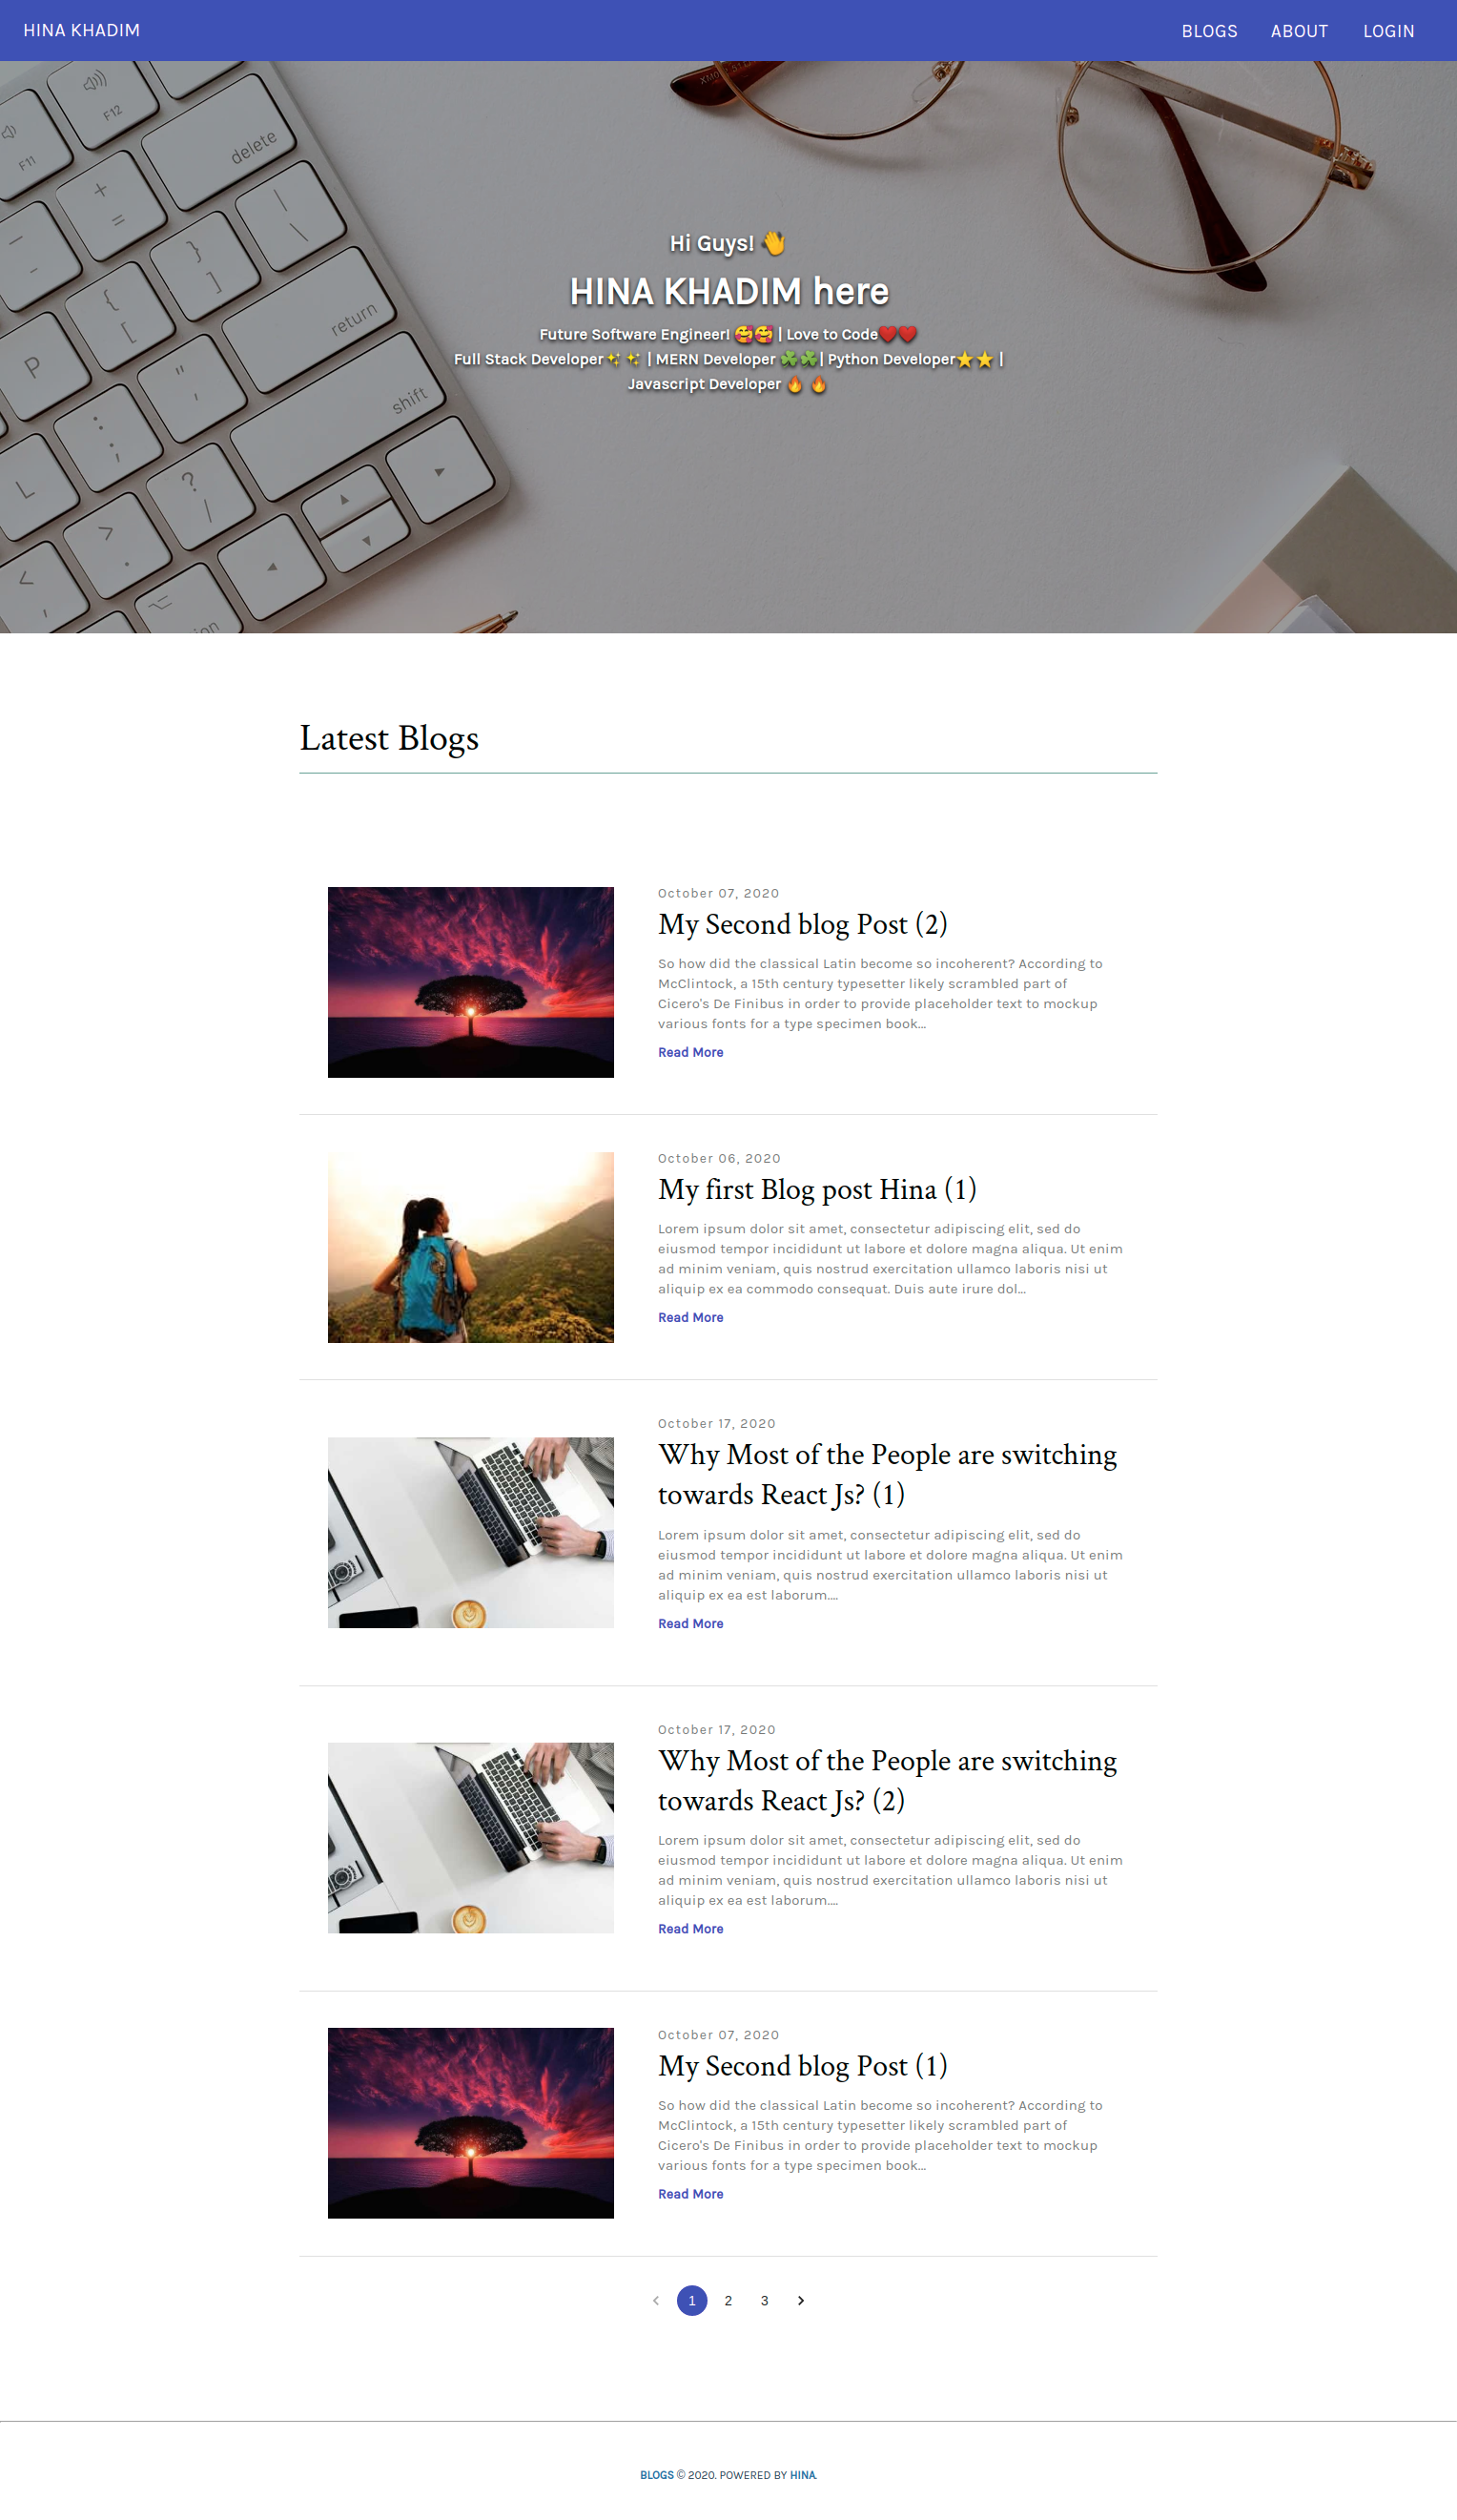 HINA KHADIM
BLOGS ABOUT LOGIN
F11
F12
delete
return
shift
P
L
Hi Guys! 👋
HINA KHADIM here
Future Software Engineer! 🥰🥰 | Love to Code❤️❤️
Full Stack Developer✨✨ | MERN Developer ☘️☘️| Python Developer⭐⭐ |
Javascript Developer 🔥 🔥
Latest Blogs
October 07, 2020
My Second blog Post (2)
So how did the classical Latin become so incoherent? According to
McClintock, a 15th century typesetter likely scrambled part of
Cicero's De Finibus in order to provide placeholder text to mockup
various fonts for a type specimen book...
Read More
October 06, 2020
My first Blog post Hina (1)
Lorem ipsum dolor sit amet, consectetur adipiscing elit, sed do
eiusmod tempor incididunt ut labore et dolore magna aliqua. Ut enim
ad minim veniam, quis nostrud exercitation ullamco laboris nisi ut
aliquip ex ea commodo consequat. Duis aute irure dol...
Read More
October 17, 2020
Why Most of the People are switching
towards React Js? (1)
Lorem ipsum dolor sit amet, consectetur adipiscing elit, sed do
eiusmod tempor incididunt ut labore et dolore magna aliqua. Ut enim
ad minim veniam, quis nostrud exercitation ullamco laboris nisi ut
aliquip ex ea est laborum....
Read More
October 17, 2020
Why Most of the People are switching
towards React Js? (2)
Lorem ipsum dolor sit amet, consectetur adipiscing elit, sed do
eiusmod tempor incididunt ut labore et dolore magna aliqua. Ut enim
ad minim veniam, quis nostrud exercitation ullamco laboris nisi ut
aliquip ex ea est laborum....
Read More
October 07, 2020
My Second blog Post (1)
So how did the classical Latin become so incoherent? According to
McClintock, a 15th century typesetter likely scrambled part of
Cicero's De Finibus in order to provide placeholder text to mockup
various fonts for a type specimen book...
Read More
1 2 3
BLOGS © 2020. POWERED BY HINA.